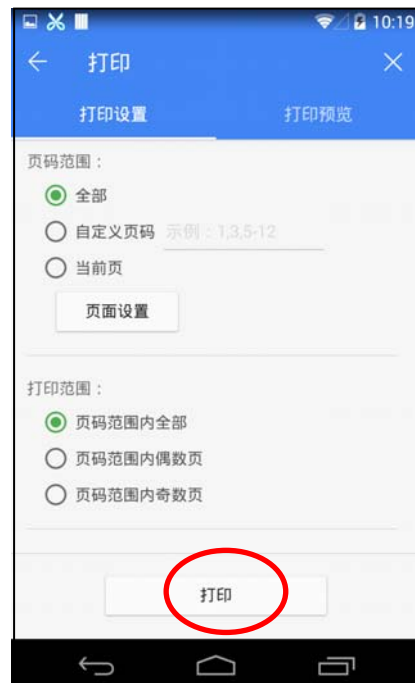 10:19
打印
打印设置 打印预览
页码范围：
全部
自定义页码 示例：1,3,5-12
当前页
页面设置
打印范围：
页码范围内全部
页码范围内偶数页
页码范围内奇数页
打印